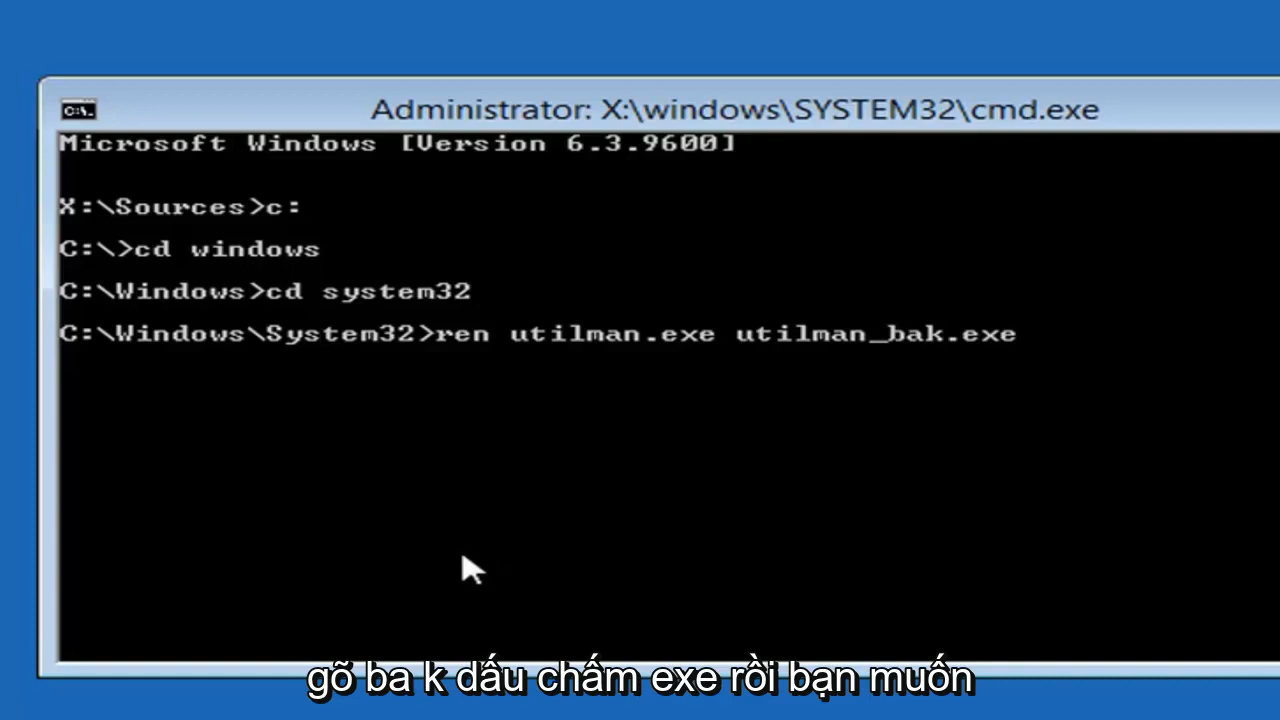 C:\.
Administrator: X:\windows\SYSTEM32\cmd.exe
Microsoft Windows [Version 6.3.9600]
X:\Sources>c:
C:\>cd windows
C:\Windows>cd system32
C:\Windows\System32>ren utilman.exe utilman_bak.exe
gõ ba k dấu chấm exe rồi bạn muốn